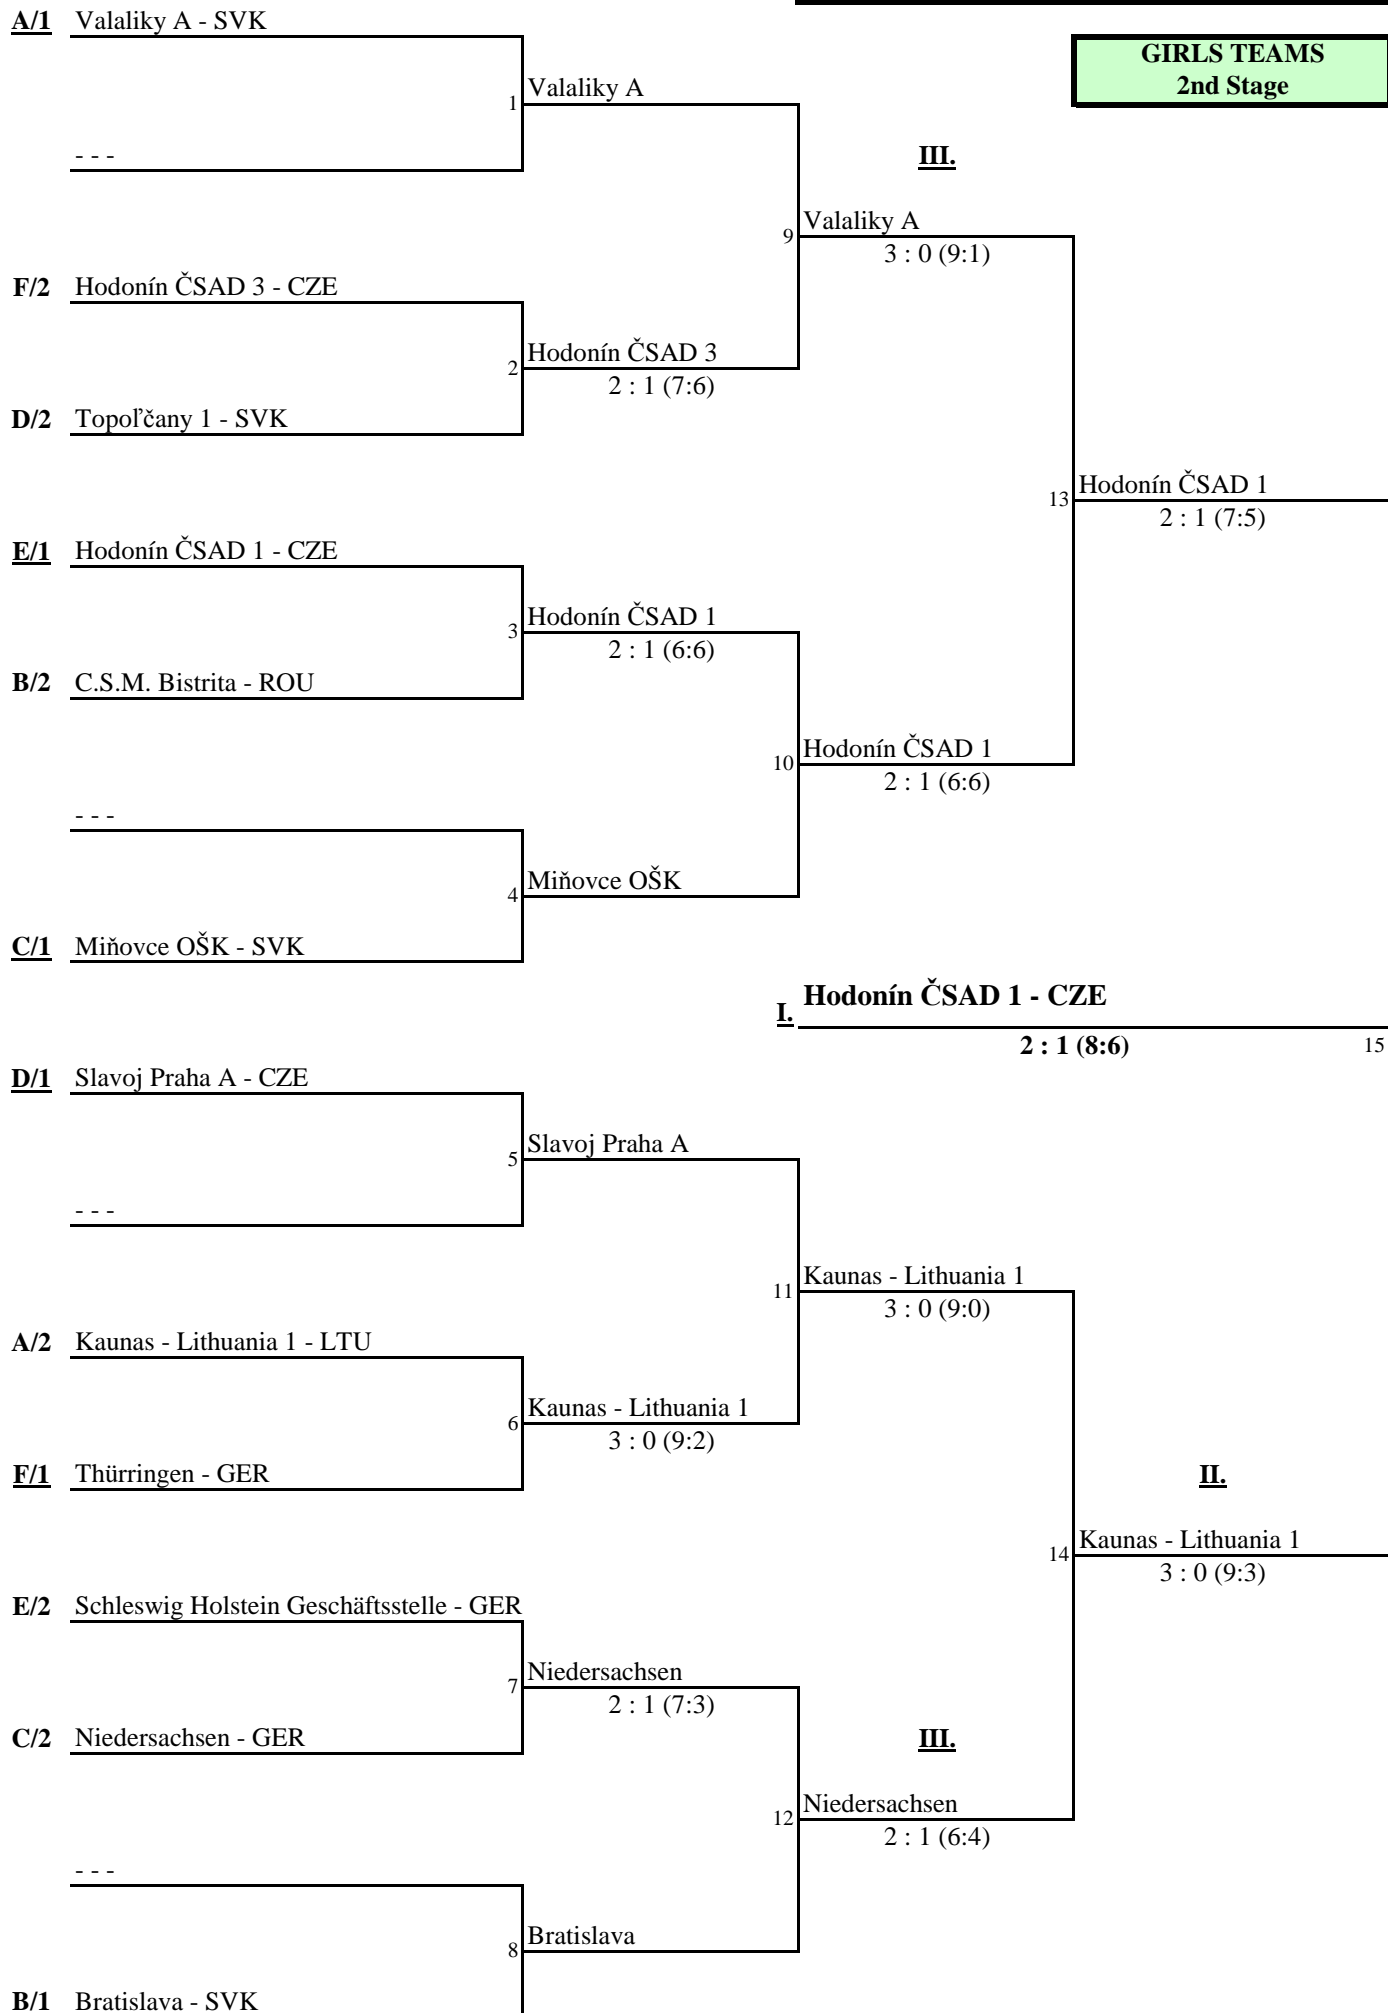 A/1 Valaliky A - SVK
GIRLS TEAMS
2nd Stage
1 Valaliky A
- - -
III.
9 Valaliky A
3 : 0 (9:1)
F/2 Hodonín ČSAD 3 - CZE
2 Hodonín ČSAD 3
2 : 1 (7:6)
D/2 Topoľčany 1 - SVK
13 Hodonín ČSAD 1
2 : 1 (7:5)
E/1 Hodonín ČSAD 1 - CZE
3 Hodonín ČSAD 1
2 : 1 (6:6)
B/2 C.S.M. Bistrita - ROU
10 Hodonín ČSAD 1
2 : 1 (6:6)
- - -
4 Miňovce OŠK
C/1 Miňovce OŠK - SVK
I. Hodonín ČSAD 1 - CZE
2 : 1 (8:6) 15
D/1 Slavoj Praha A - CZE
5 Slavoj Praha A
- - -
11 Kaunas - Lithuania 1
3 : 0 (9:0)
A/2 Kaunas - Lithuania 1 - LTU
6 Kaunas - Lithuania 1
3 : 0 (9:2)
F/1 Thürringen - GER
II.
14 Kaunas - Lithuania 1
3 : 0 (9:3)
E/2 Schleswig Holstein Geschäftsstelle - GER
7 Niedersachsen
2 : 1 (7:3)
C/2 Niedersachsen - GER
III.
12 Niedersachsen
2 : 1 (6:4)
- - -
8 Bratislava
B/1 Bratislava - SVK